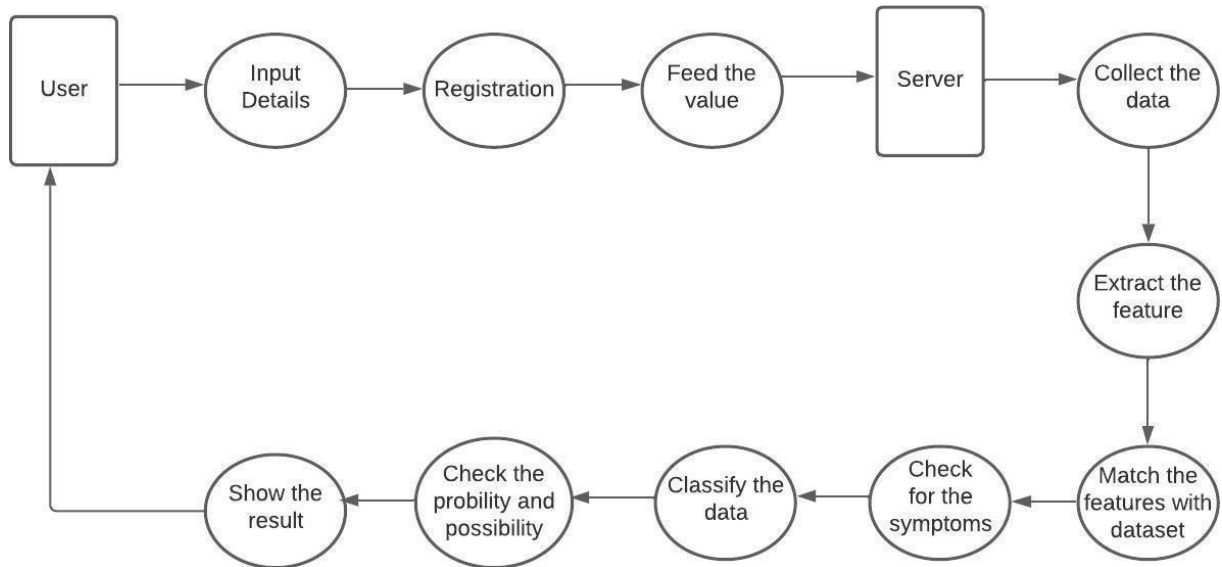 User
Input
Details
Registration
Feed the
value
Server
Collect the
data
Extract the
feature
Match the
features with
dataset
Check
for the
symptoms
Classify the
data
Check the
probility and
possibility
Show the
result